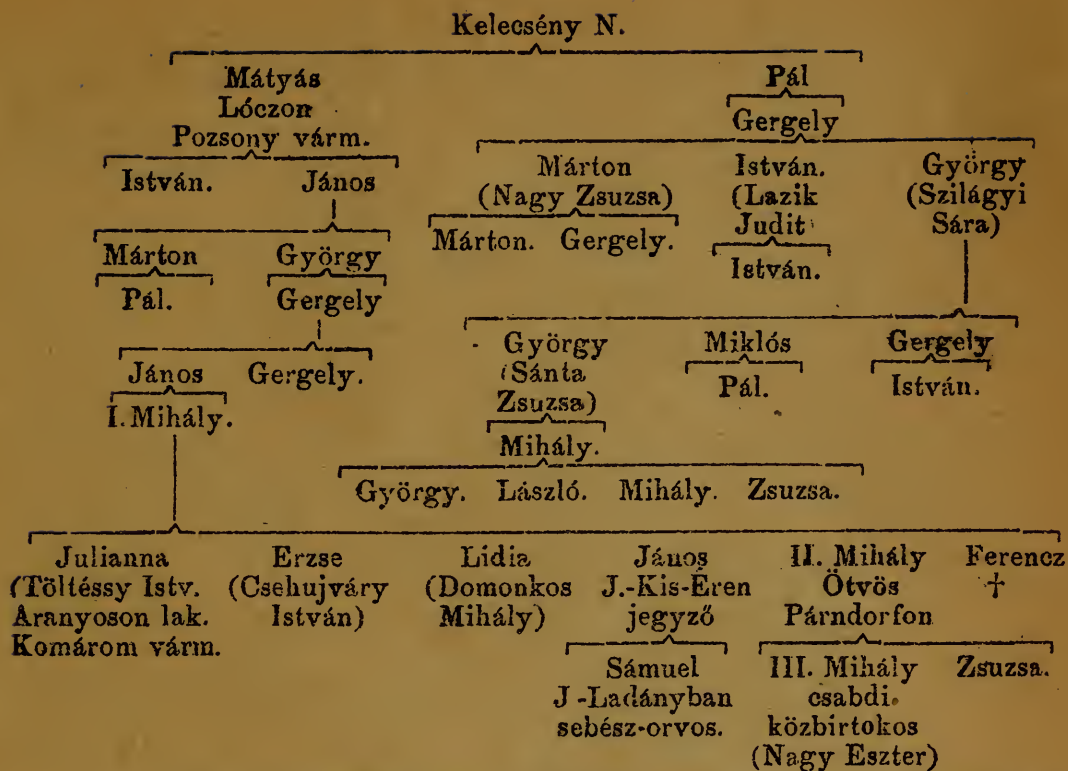 Kelecsény N.
Mátyás Pál
Lóczon Gergely
Pozsony várm.
Márton István. György
István. János (Nagy Zsuzsa) (Lazik (Szilágyi
Márton. Gergely. Judit Sára)
Márton György István.
Pál. Gergely
György Miklós Gergely
János Gergely. (Sánta Pál. István.
I. Mihály. Zsuzsa)
Mihály.
György. László. Mihály. Zsuzsa.
Julianna Erzse Lidia János II. Mihály Ferencz
(Töltéssy Istv. (Csehujváry (Domonkos J.-Kis-Éren Ötvös †
Aranyoson lak. István) Mihály) jegyző Párndorfon
Komárom várm.
Sámuel III. Mihály Zsuzsa.
J-Ladányban csabdi
sebész-orvos. közbirtokos
(Nagy Eszter)